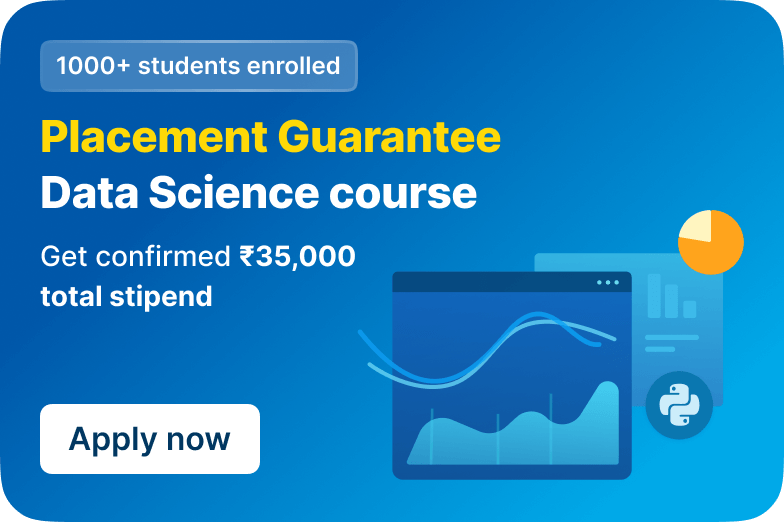 1000+ students enrolled
Placement Guarantee
Data Science course
Get confirmed ₹35,000
total stipend
Apply now